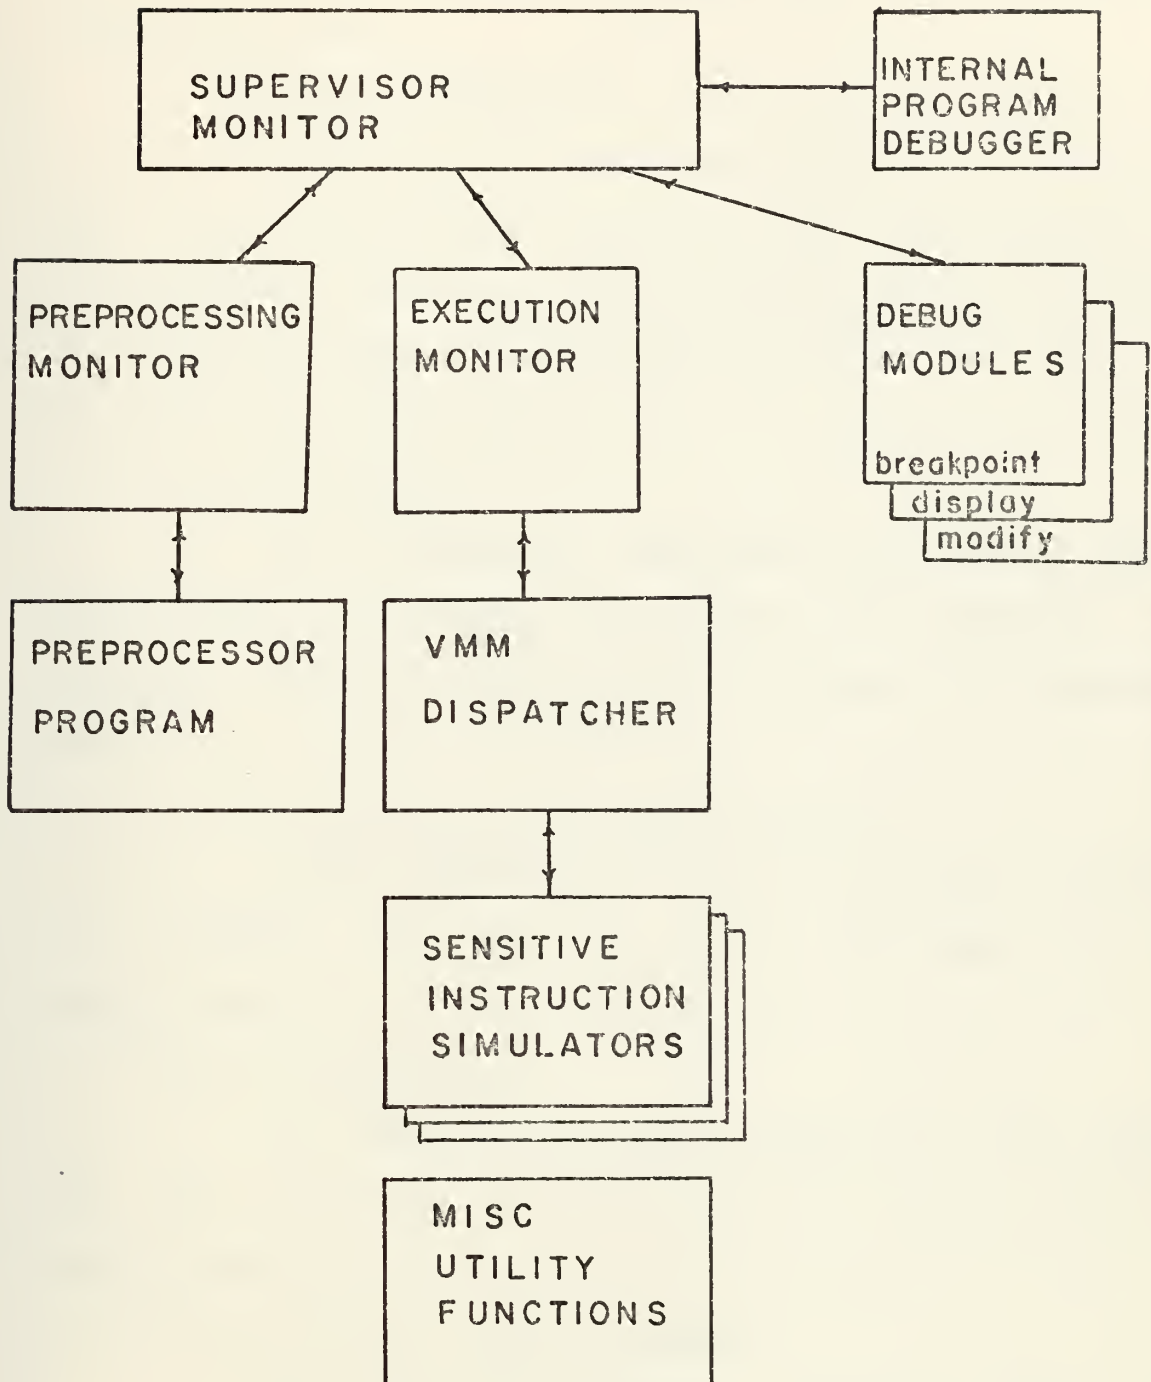 SUPERVISOR
MONITOR
INTERNAL
PROGRAM
DEBUGGER
PREPROCESSING
MONITOR
EXECUTION
MONITOR
DEBUG
MODULES
breakpoint
display
modify
PREPROCESSOR
PROGRAM
VMM
DISPATCHER
SENSITIVE
INSTRUCTION
SIMULATORS
MISC
UTILITY
FUNCTIONS